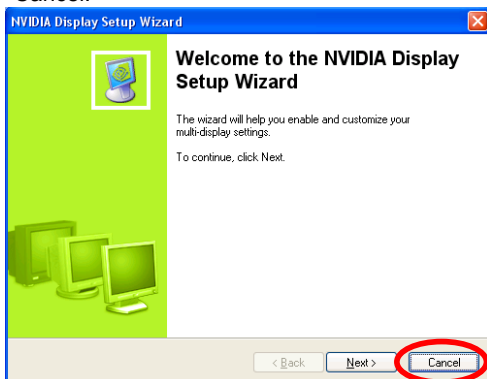 Cancel.
NVIDIA Display Setup Wizard
Welcome to the NVIDIA Display
Setup Wizard
The wizard will help you enable and customize your
multi-display settings.
To continue, click Next.
< Back Next > Cancel